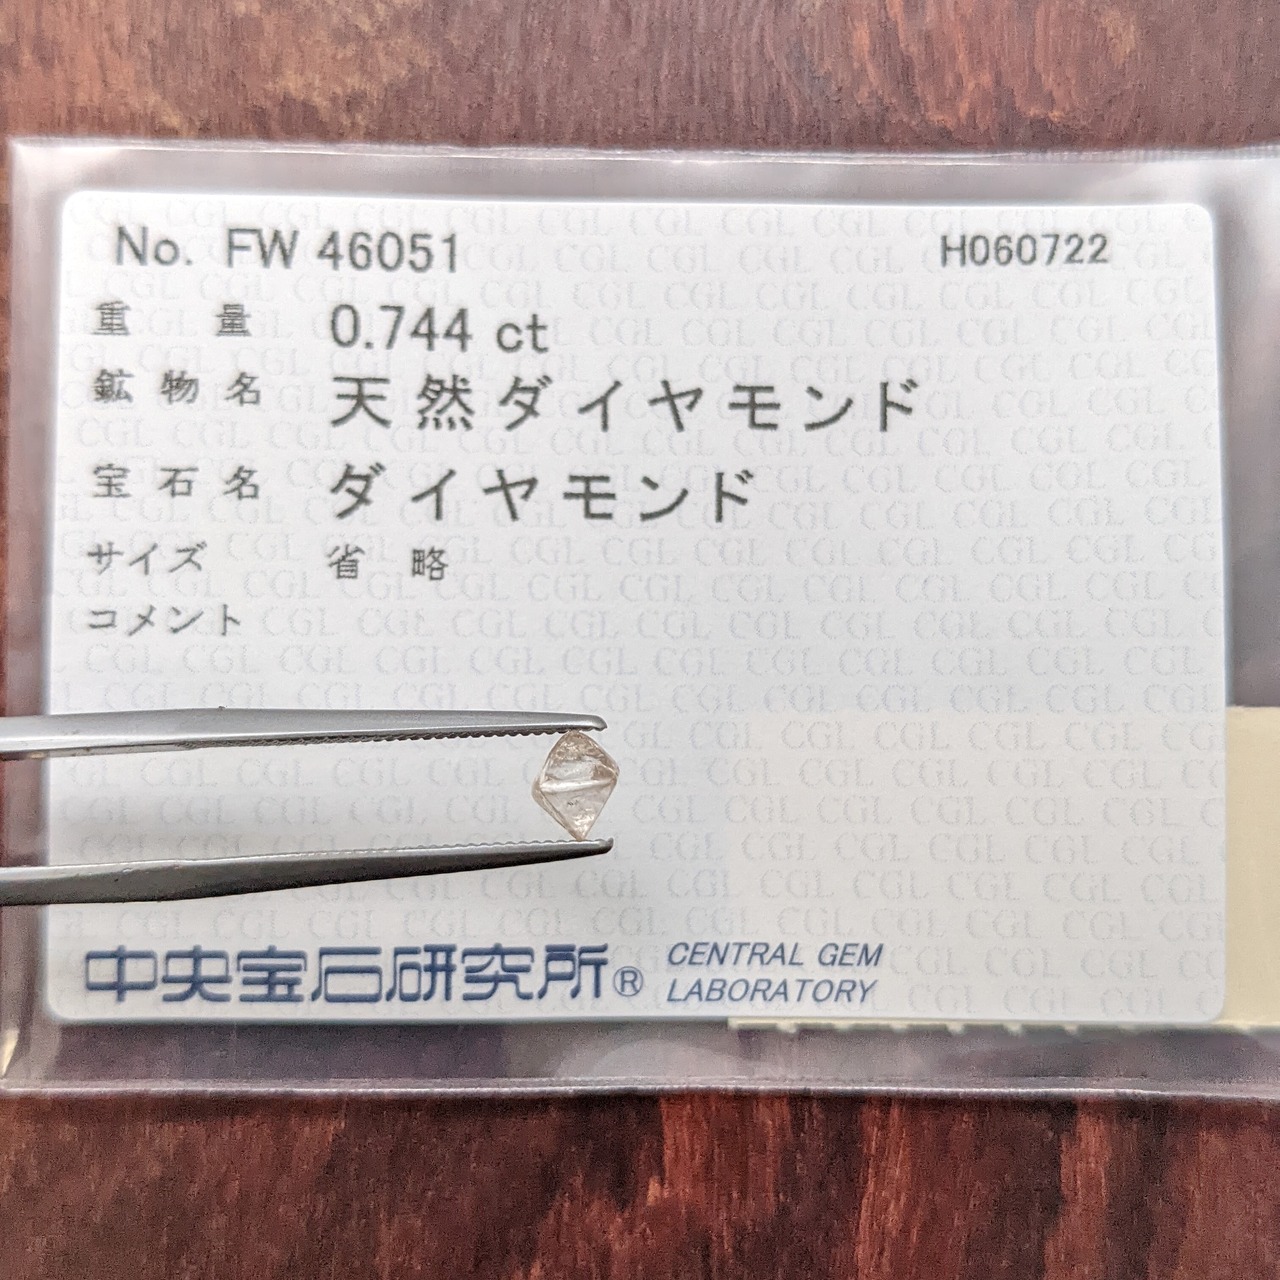 No. FW 46051 H060722
重量 0.744 ct
鉱物名 天然ダイヤモンド
宝石名 ダイヤモンド
サイズ 省略
コメント
中央宝石研究所® CENTRAL GEM
LABORATORY